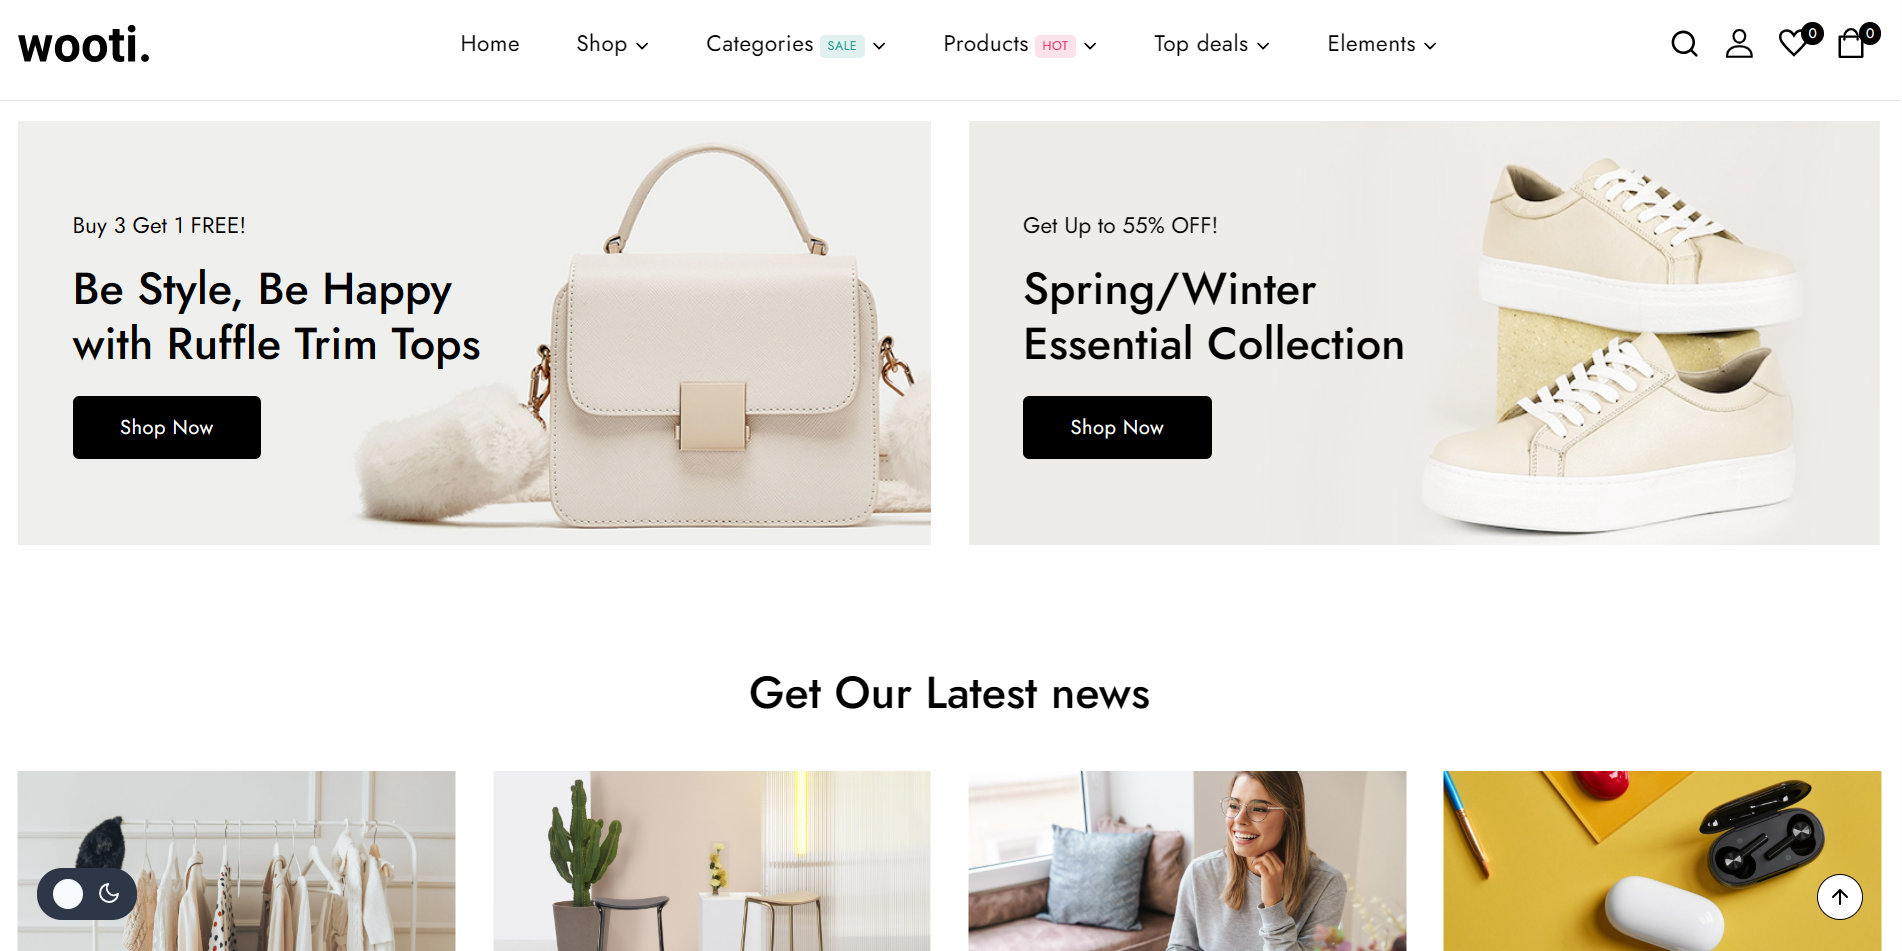 wooti.
Home
Shop
Categories SALE
Products HOT
Top deals
Elements
0
0
Buy 3 Get 1 FREE!
Be Style, Be Happy
with Ruffle Trim Tops
Shop Now
Get Up to 55% OFF!
Spring/Winter
Essential Collection
Shop Now
Get Our Latest news